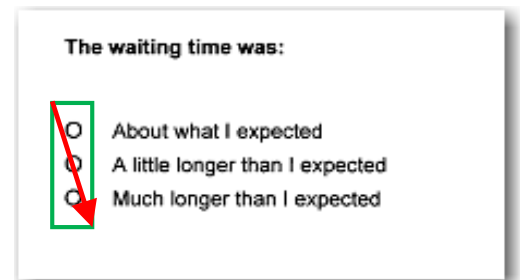 The waiting time was:
About what I expected
A little longer than I expected
Much longer than I expected